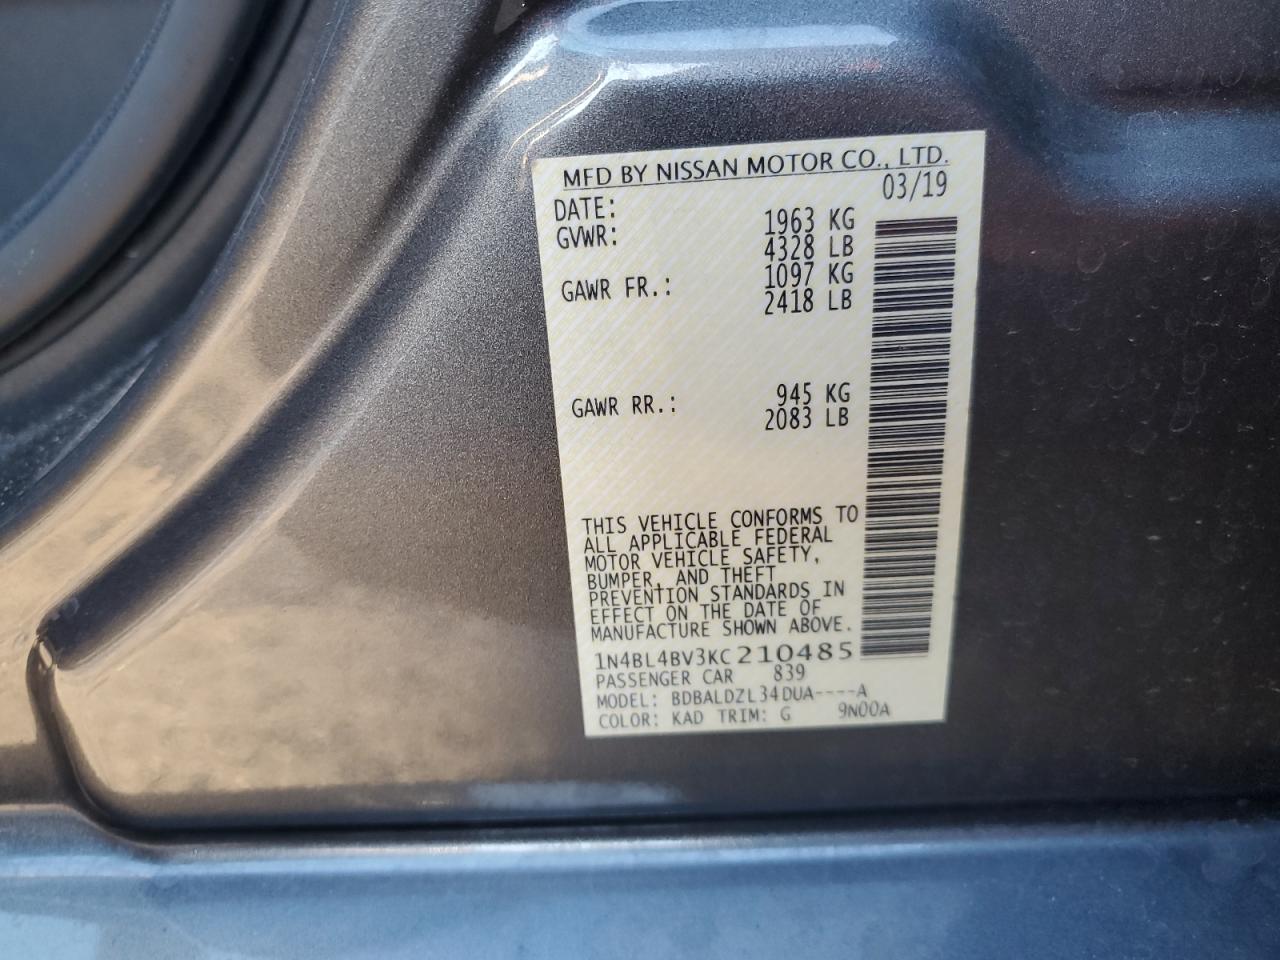 MFD BY NISSAN MOTOR CO., LTD.
DATE: 03/19
GVWR: 1963 KG
4328 LB
GAWR FR.: 1097 KG
2418 LB
GAWR RR.: 945 KG
2083 LB
THIS VEHICLE CONFORMS TO
ALL APPLICABLE FEDERAL
MOTOR VEHICLE SAFETY,
BUMPER, AND THEFT
PREVENTION STANDARDS IN
EFFECT ON THE DATE OF
MANUFACTURE SHOWN ABOVE.
1N4BL4BV3KC210485
PASSENGER CAR 839
MODEL: BDBALDZL34DUA----A
COLOR: KAD TRIM: G 9N00A